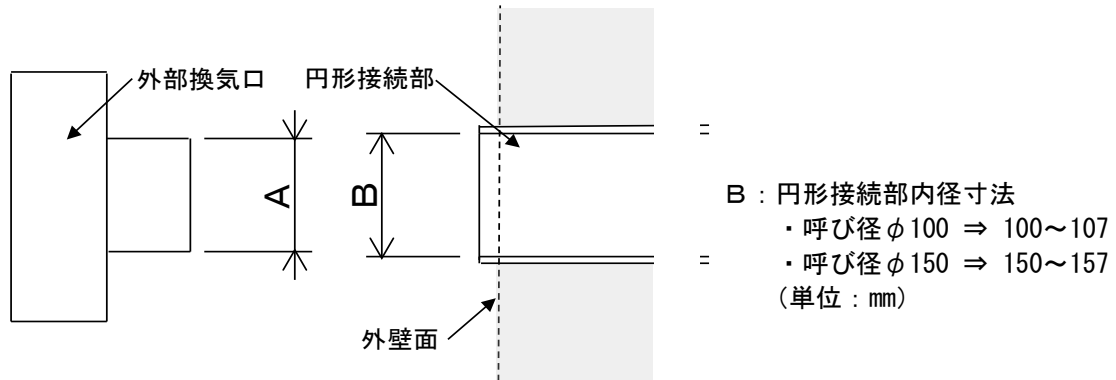 外部換気口
円形接続部
A
B
外壁面
B：円形接続部内径寸法
・呼び径φ100 ⇒ 100～107
・呼び径φ150 ⇒ 150～157
（単位：㎜）